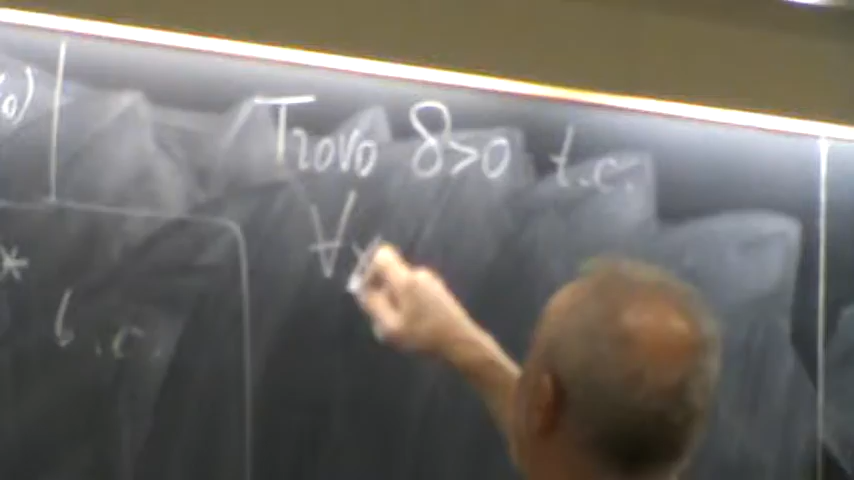 0)
Trovo δ>0 t.c.
∀x
*
t.c.